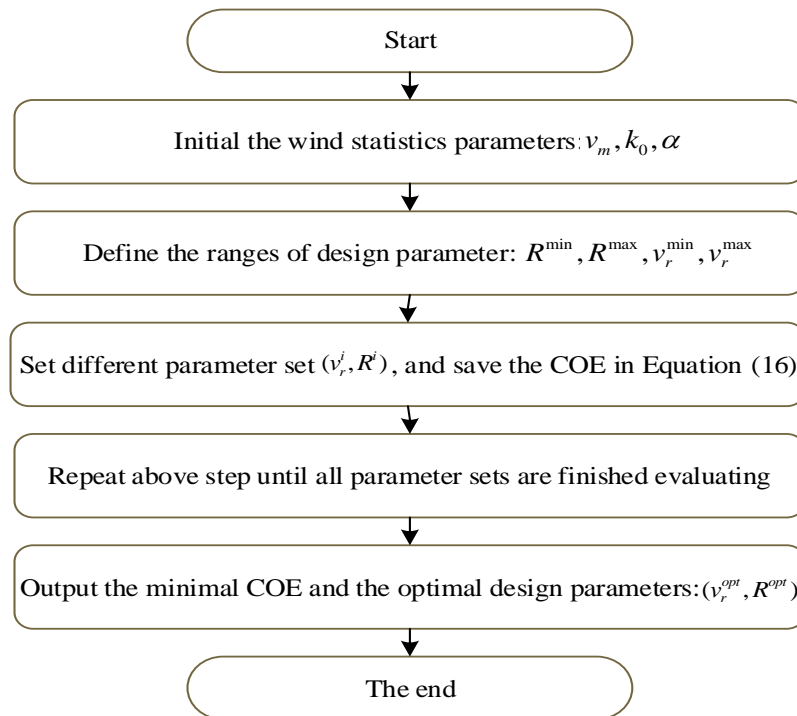 Start
Initial the wind statistics parameters: v_m, k_0, α
Define the ranges of design parameter: R^min, R^max, v_r^min, v_r^max
Set different parameter set (v_r^i, R^i), and save the COE in Equation (16)
Repeat above step until all parameter sets are finished evaluating
Output the minimal COE and the optimal design parameters: (v_r^opt, R^opt)
The end